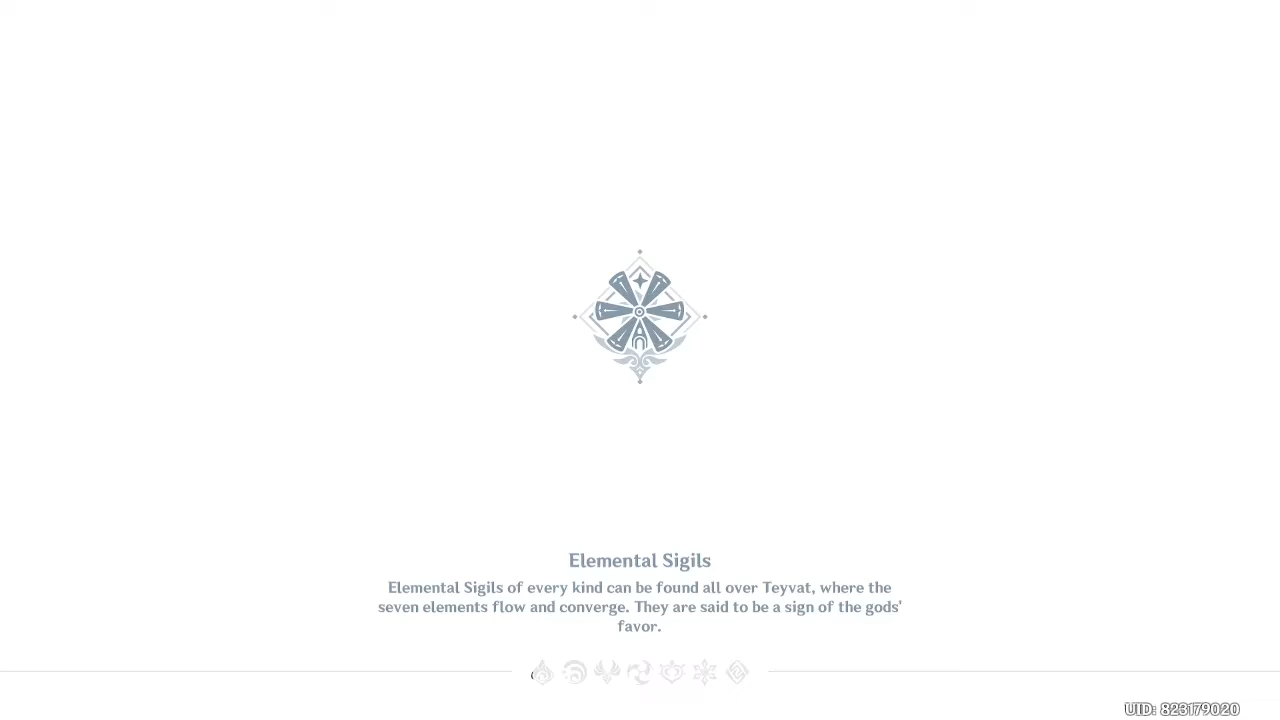 Elemental Sigils
Elemental Sigils of every kind can be found all over Teyvat, where the
seven elements flow and converge. They are said to be a sign of the gods'
favor.
UID: 823179020